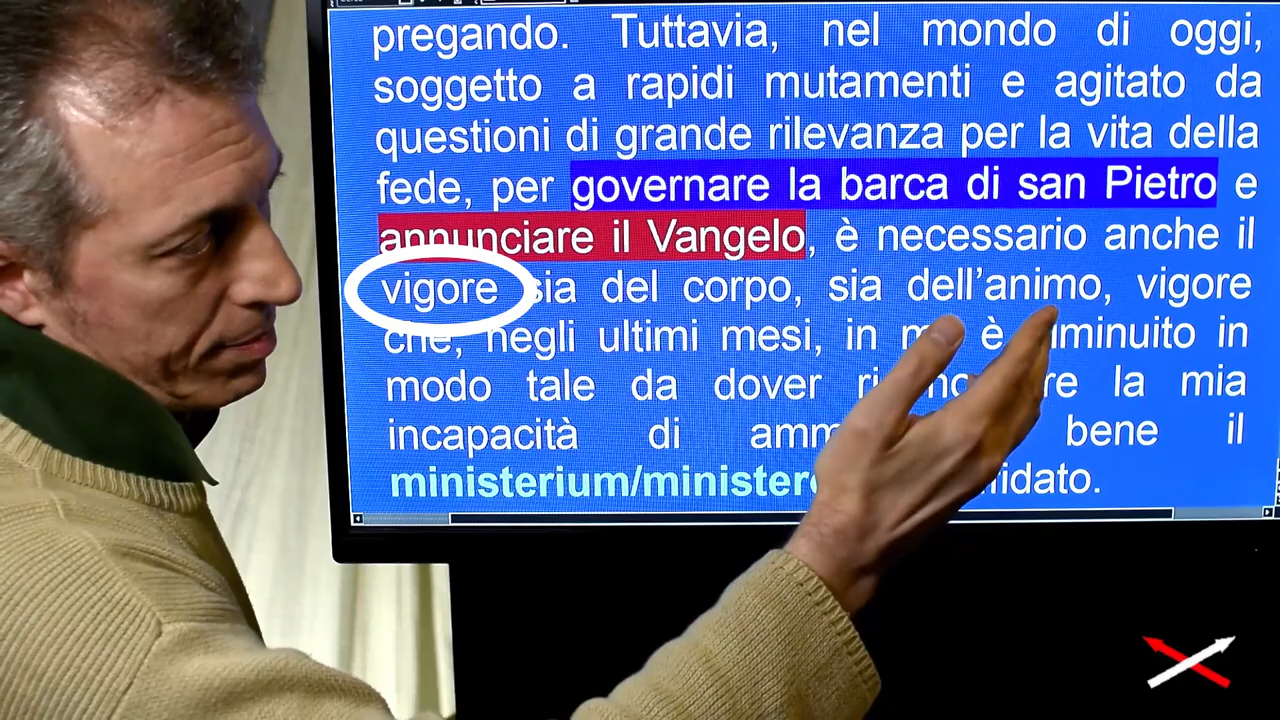 pregando. Tuttavia, nel mondo di oggi,
soggetto a rapidi mutamenti e agitato da
questioni di grande rilevanza per la vita della
fede, per governare la barca di san Pietro e
annunciare il Vangelo, è necessario anche il
vigore sia del corpo, sia dell’animo, vigore
che, negli ultimi mesi, in è in
modo tale da dover la mia
incapacità di bene il
ministerium/ministero